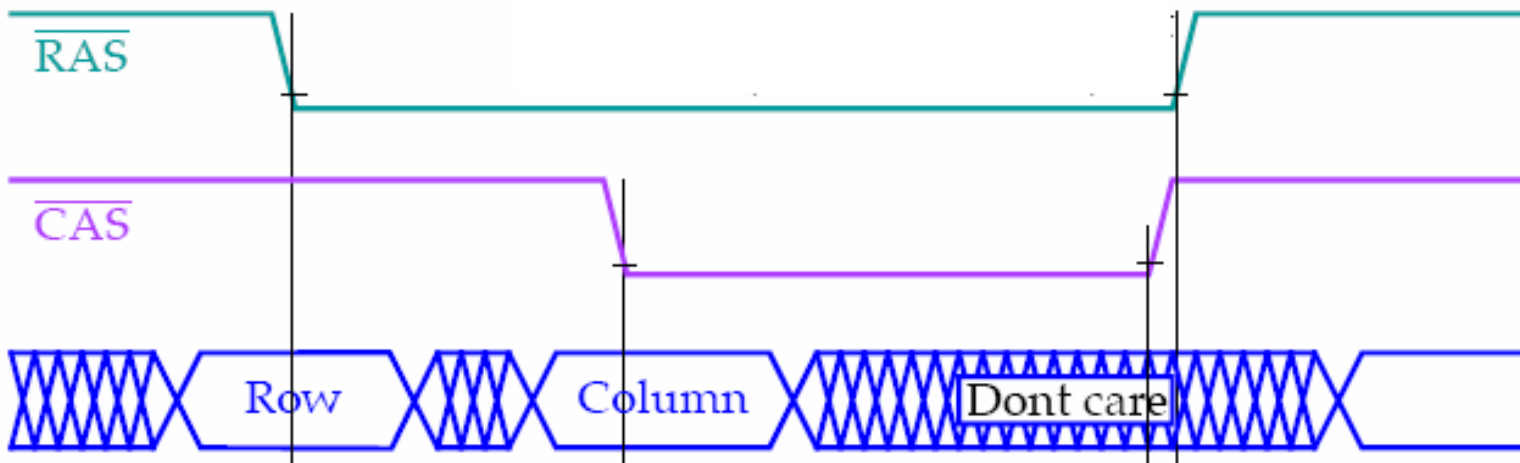 RAS
CAS
Row
Column
Dont care